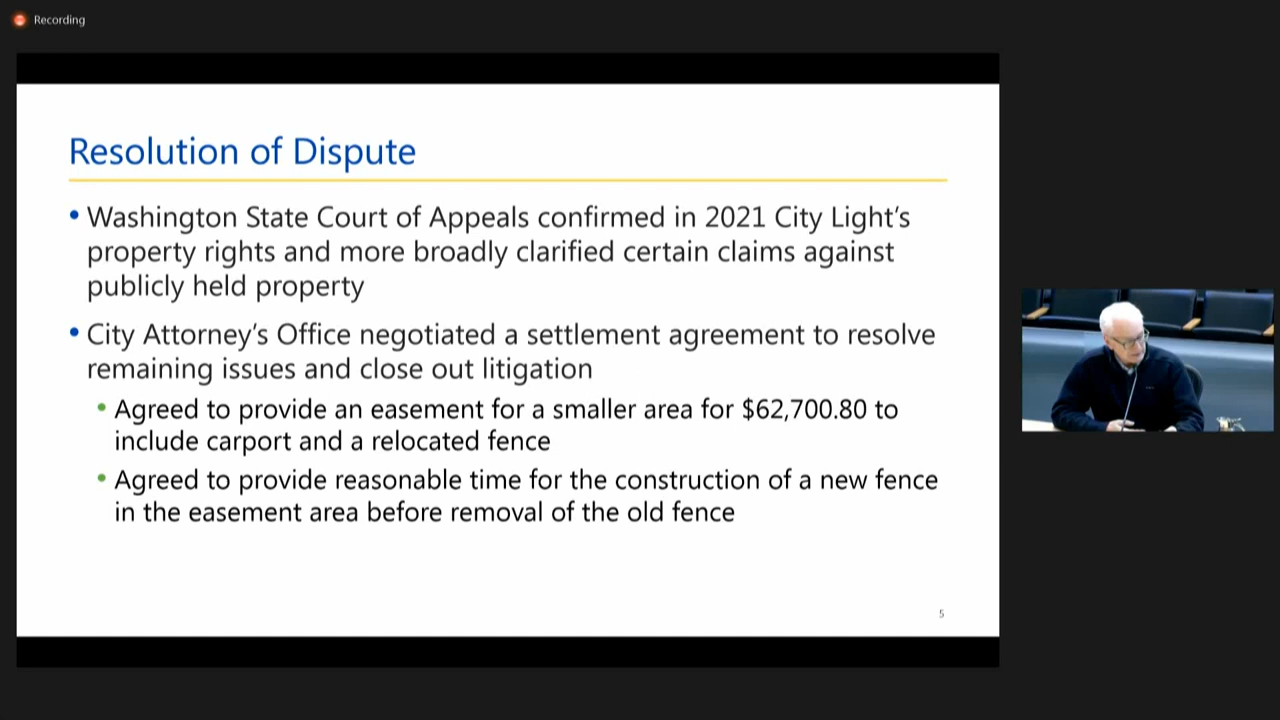 Recording
Resolution of Dispute
• Washington State Court of Appeals confirmed in 2021 City Light's
property rights and more broadly clarified certain claims against
publicly held property
• City Attorney's Office negotiated a settlement agreement to resolve
remaining issues and close out litigation
• Agreed to provide an easement for a smaller area for $62,700.80 to
include carport and a relocated fence
• Agreed to provide reasonable time for the construction of a new fence
in the easement area before removal of the old fence
5